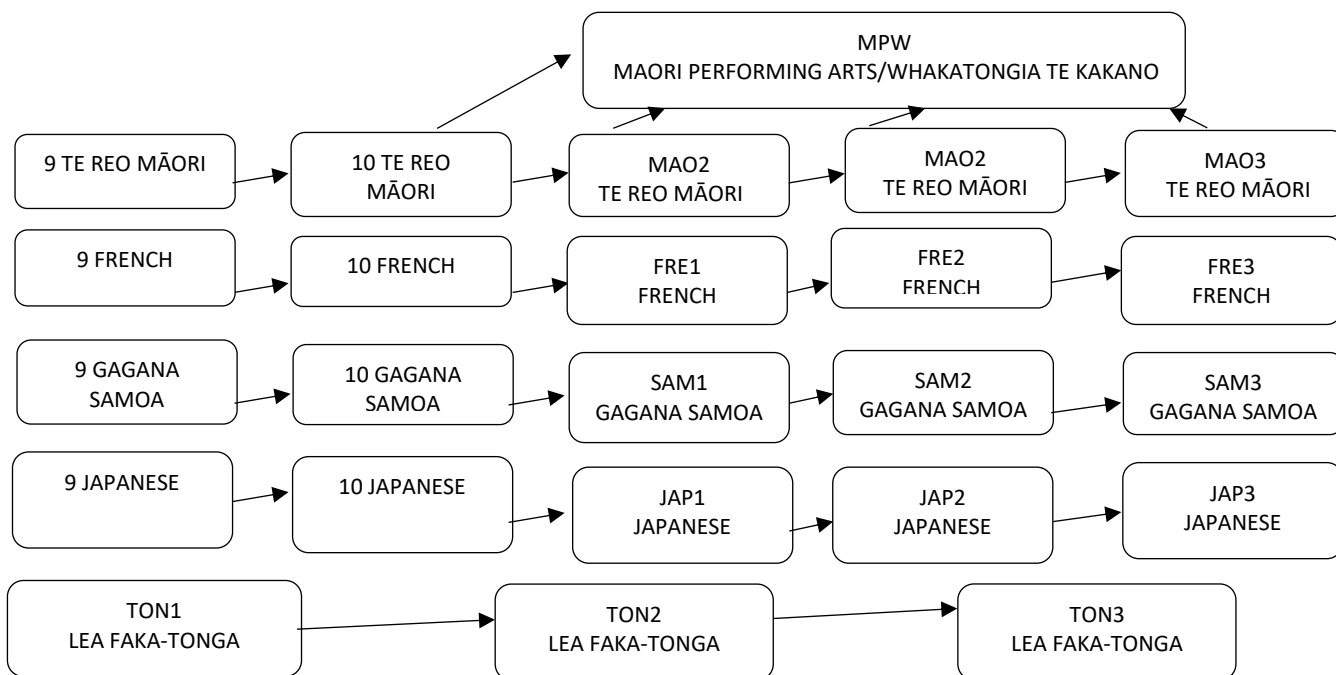 MPW
MAORI PERFORMING ARTS/WHAKATONGIA TE KAKANO
9 TE REO MĀORI
10 TE REO
MĀORI
MAO2
TE REO MĀORI
MAO2
TE REO MĀORI
MAO3
TE REO MĀORI
9 FRENCH
10 FRENCH
FRE1
FRENCH
FRE2
FRENCH
FRE3
FRENCH
9 GAGANA
SAMOA
10 GAGANA
SAMOA
SAM1
GAGANA SAMOA
SAM2
GAGANA SAMOA
SAM3
GAGANA SAMOA
9 JAPANESE
10 JAPANESE
JAP1
JAPANESE
JAP2
JAPANESE
JAP3
JAPANESE
TON1
LEA FAKA-TONGA
TON2
LEA FAKA-TONGA
TON3
LEA FAKA-TONGA